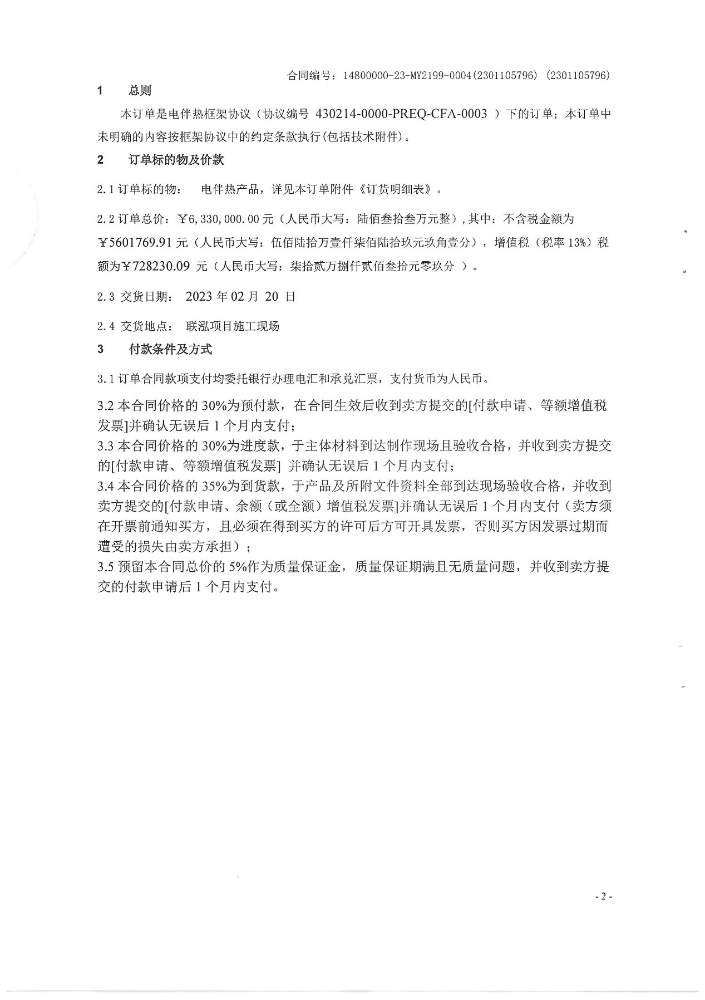 合同编号：14800000-23-MY2199-0004(2301105796) (2301105796)
1 总则
本订单是电伴热框架协议（协议编号 430214-0000-PREQ-CFA-0003 ）下的订单；本订单中
未明确的内容按框架协议中的约定条款执行(包括技术附件)。
2 订单标的物及价款
2.1 订单标的物： 电伴热产品，详见本订单附件《订货明细表》。
2.2 订单总价：￥6,330,000.00 元（人民币大写：陆佰叁拾叁万元整）,其中：不含税金额为
￥5601769.91 元（人民币大写：伍佰陆拾万壹仟柒佰陆拾玖元玖角壹分），增值税（税率 13%）税
额为￥728230.09 元（人民币大写：柒拾贰万捌仟贰佰叁拾元零玖分 ）。
2.3 交货日期： 2023 年 02 月 20 日
2.4 交货地点： 联泓项目施工现场
3 付款条件及方式
3.1 订单合同款项支付均委托银行办理电汇和承兑汇票，支付货币为人民币。
3.2 本合同价格的 30%为预付款，在合同生效后收到卖方提交的[付款申请、等额增值税
发票]并确认无误后 1 个月内支付；
3.3 本合同价格的 30%为进度款，于主体材料到达制作现场且验收合格，并收到卖方提交
的[付款申请、等额增值税发票] 并确认无误后 1 个月内支付；
3.4 本合同价格的 35%为到货款，于产品及所附文件资料全部到达现场验收合格，并收到
卖方提交的[付款申请、余额（或全额）增值税发票]并确认无误后 1 个月内支付（卖方须
在开票前通知买方，且必须在得到买方的许可后方可开具发票，否则买方因发票过期而
遭受的损失由卖方承担）；
3.5 预留本合同总价的 5%作为质量保证金，质量保证期满且无质量问题，并收到卖方提
交的付款申请后 1 个月内支付。
- 2 -